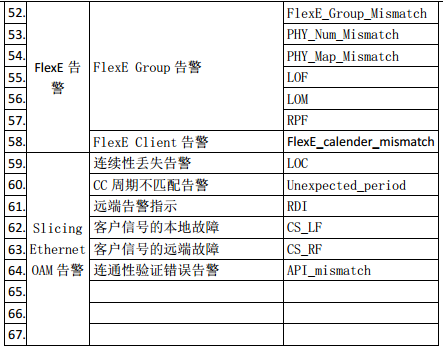 52. FlexE_Group_Mismatch
53. PHY_Num_Mismatch
54. PHY_Map_Mismatch
FlexE 告警 FlexE Group 告警
55. LOF
56. LOM
57. RPF
58. FlexE Client 告警 FlexE_calender_mismatch
59. 连续性丢失告警 LOC
60. CC 周期不匹配告警 Unexpected_period
61. 远端告警指示 RDI
Slicing Ethernet OAM 告警
62. 客户信号的本地故障 CS_LF
63. 客户信号的远端故障 CS_RF
64. 连通性验证错误告警 API_mismatch
65.
66.
67.